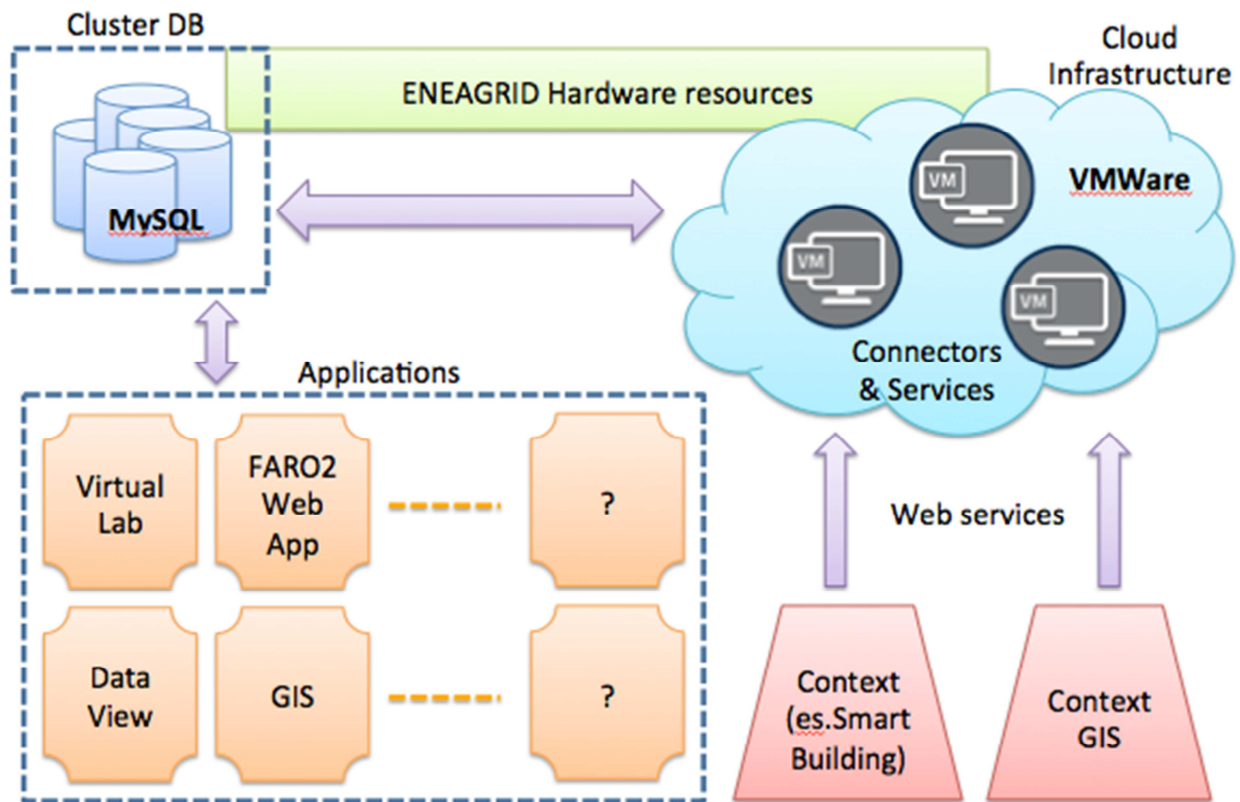 Cluster DB
ENEAGRID Hardware resources
Cloud
Infrastructure
MySQL
VM
VMWare
VM
VM
Connectors
& Services
Applications
Virtual
Lab
FARO2
Web
App
?
Web services
Data
View
GIS
?
Context
(es.Smart
Building)
Context
GIS